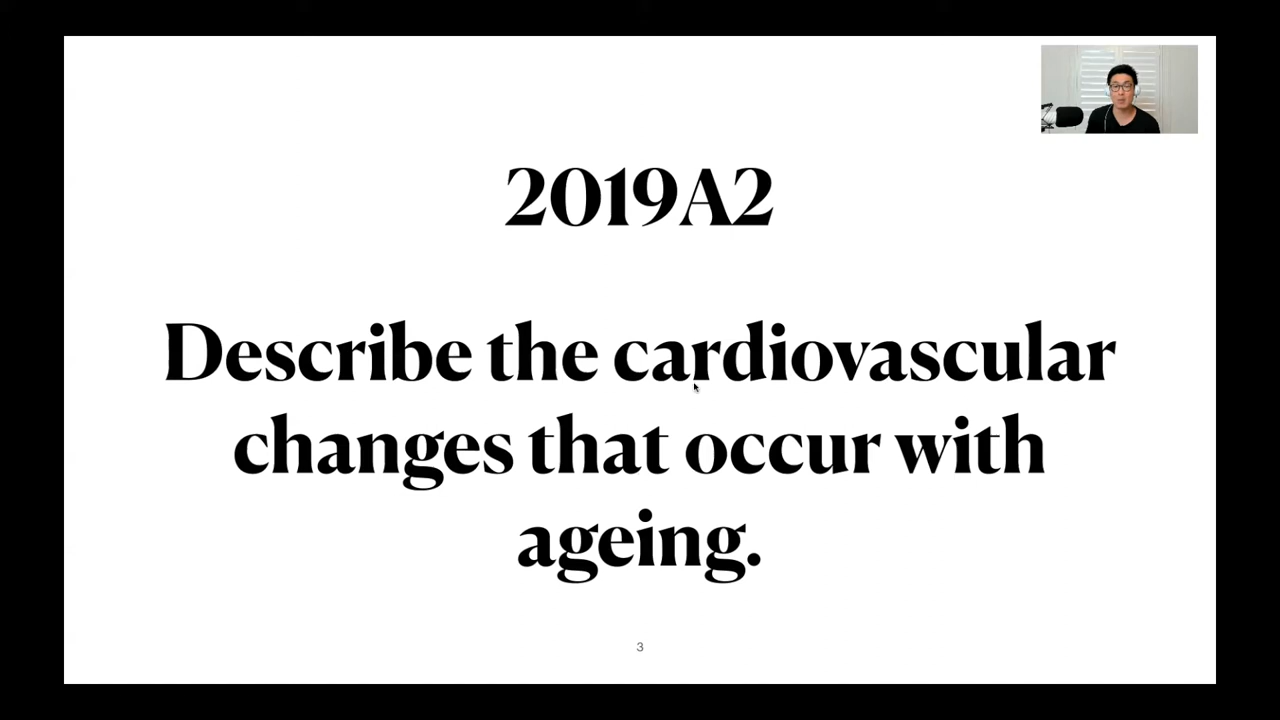 2019A2
Describe the cardiovascular
changes that occur with
ageing.
3